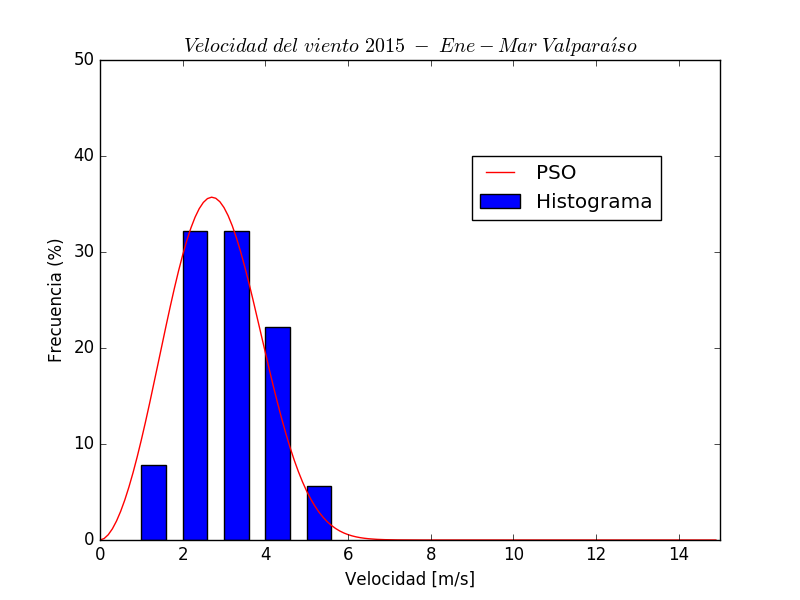 Velocidad del viento 2015 − Ene − Mar Valparaíso
50
40
30
20
10
0
Frecuencia (%)
PSO
Histograma
0 2 4 6 8 10 12 14
Velocidad [m/s]